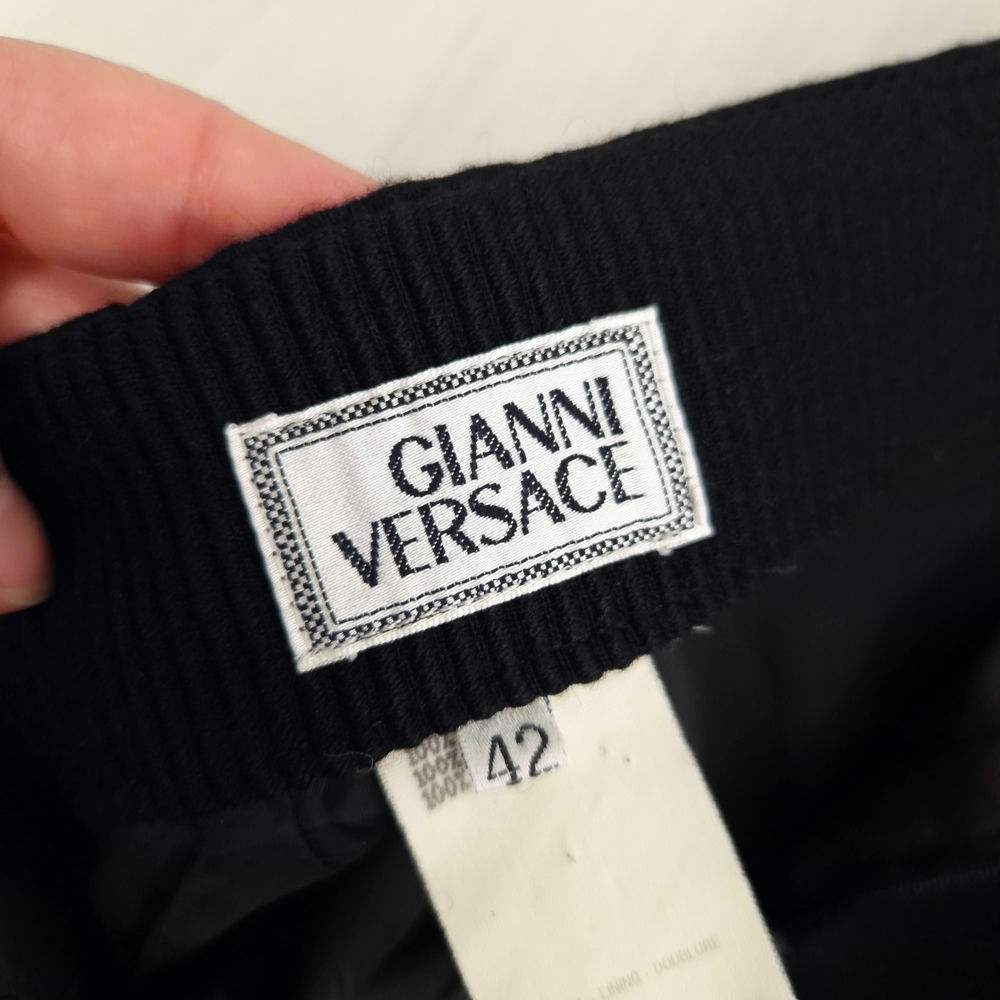 GIANNI
VERSACE
42
100%
100%
100%
LINING - DOUBLURE